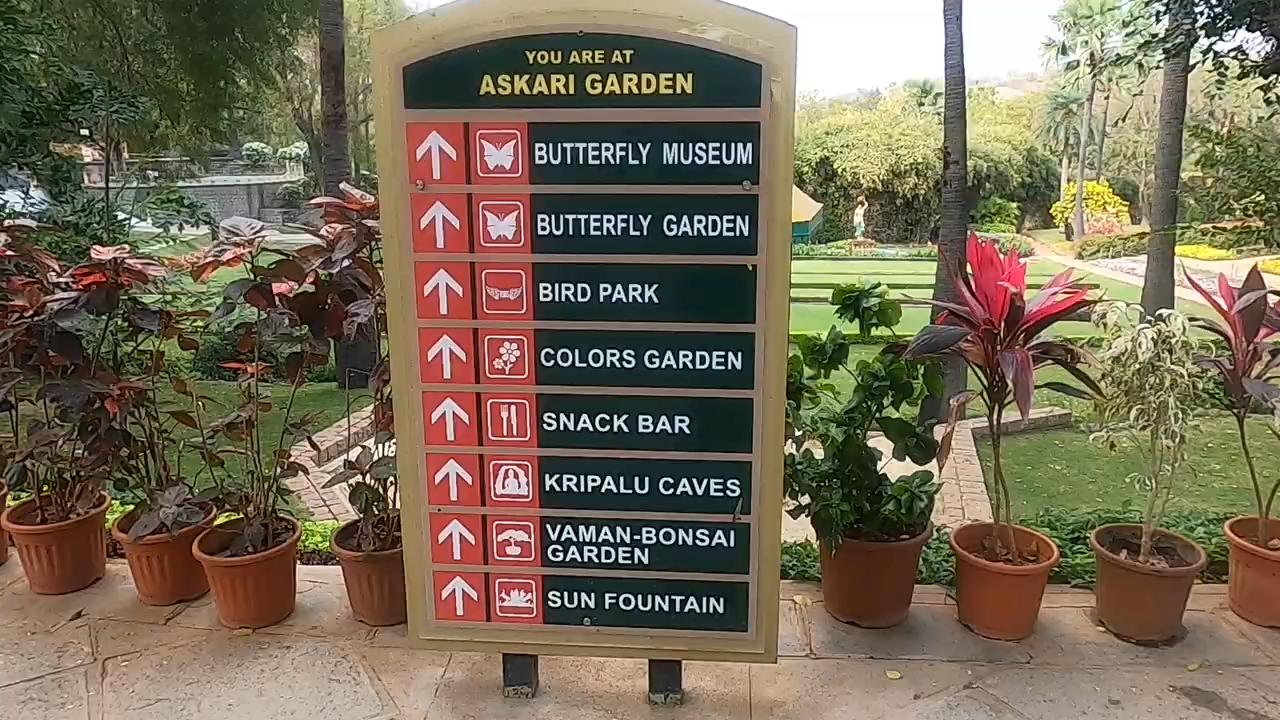 YOU ARE AT
ASKARI GARDEN
BUTTERFLY MUSEUM
BUTTERFLY GARDEN
BIRD PARK
COLORS GARDEN
SNACK BAR
KRIPALU CAVES
VAMAN-BONSAI
GARDEN
SUN FOUNTAIN